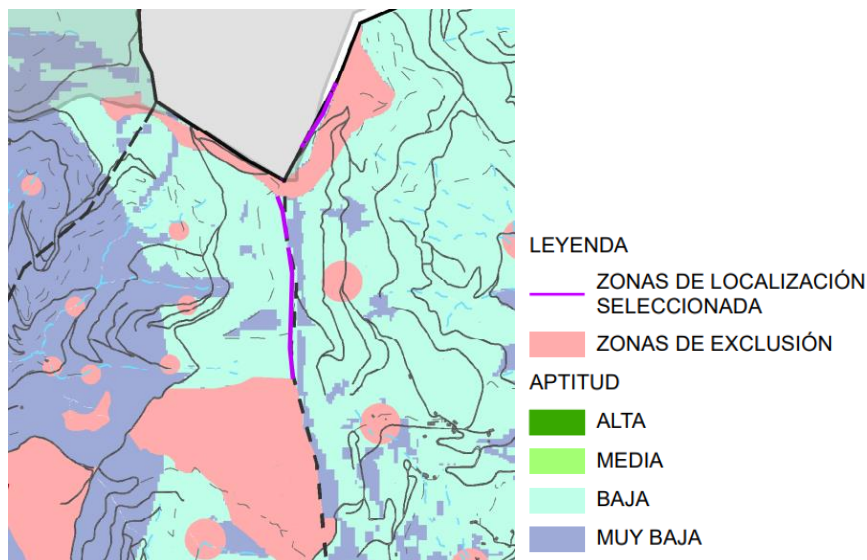 LEYENDA
ZONAS DE LOCALIZACIÓN
SELECCIONADA
ZONAS DE EXCLUSIÓN
APTITUD
ALTA
MEDIA
BAJA
MUY BAJA